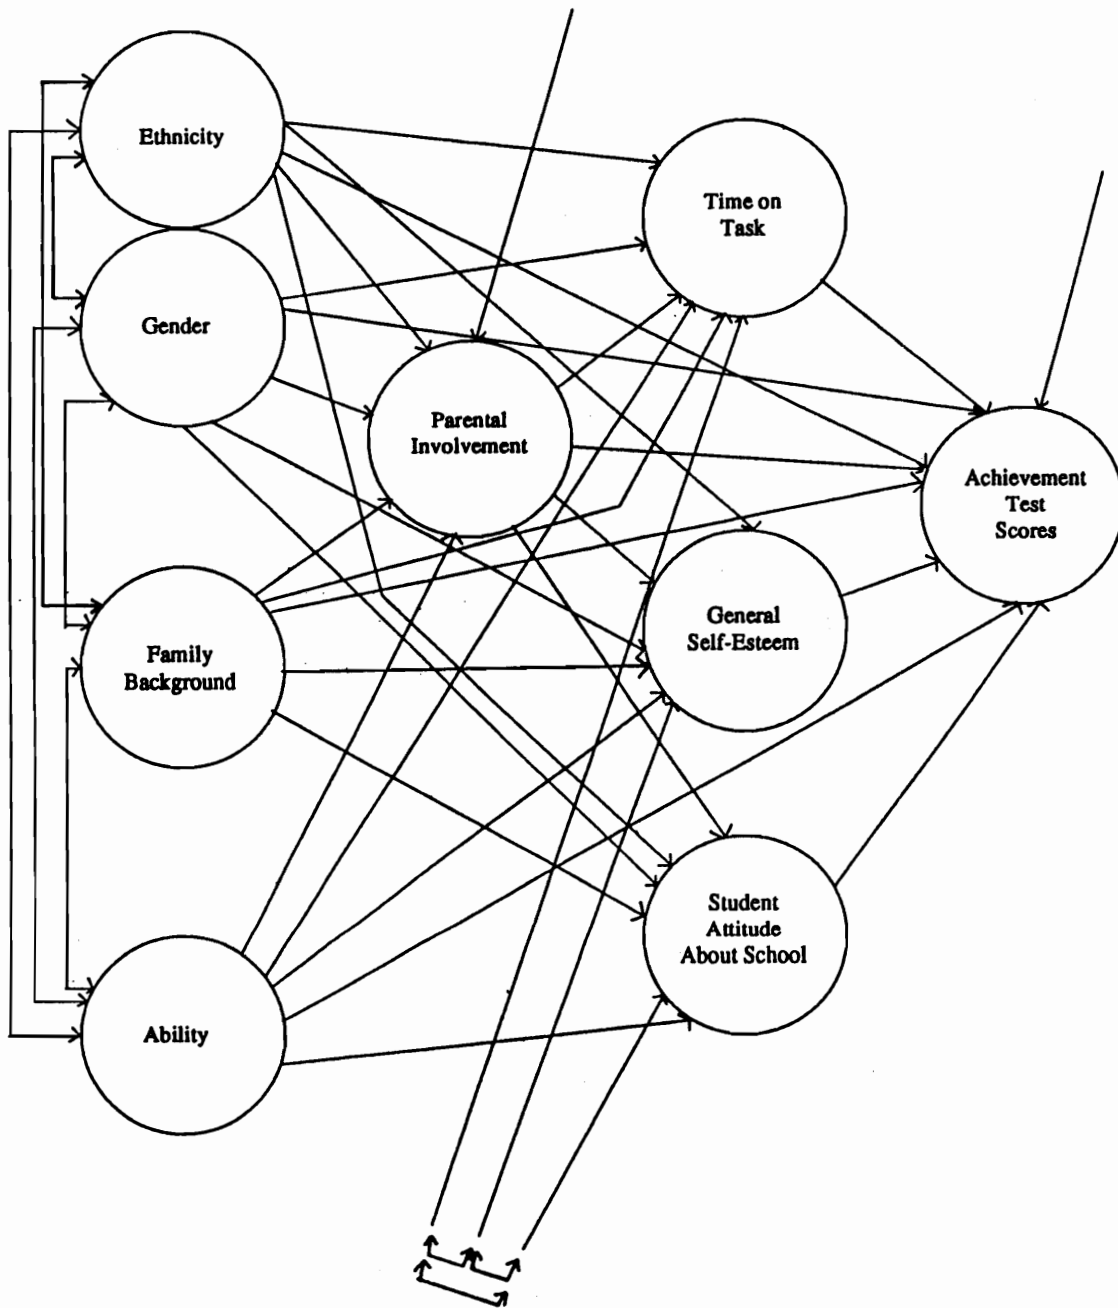 Ethnicity
Time on
Task
Gender
Parental
Involvement
Achievement
Test
Scores
General
Self-Esteem
Family
Background
Student
Attitude
About School
Ability